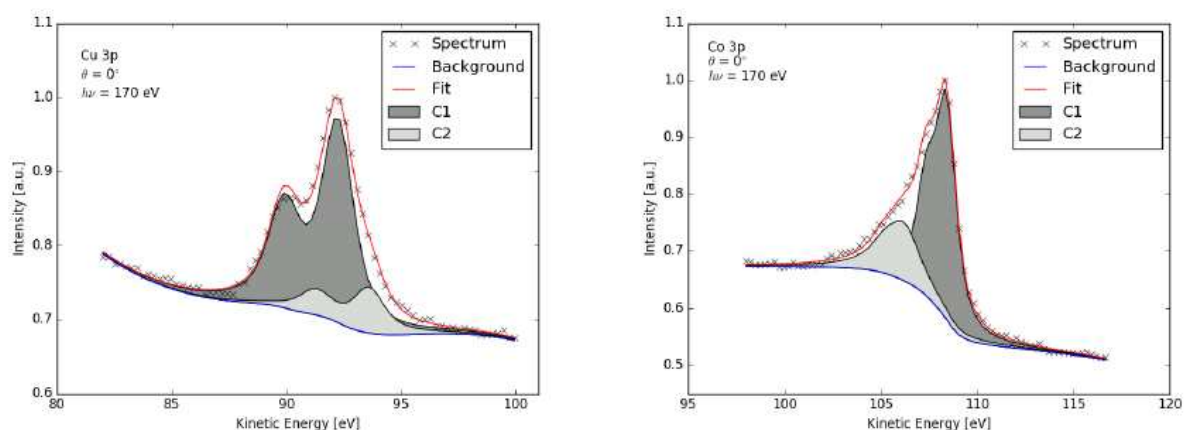 1.1
1.0
0.9
0.8
0.7
0.6
80
85
90
95
100
Intensity [a.u.]
Kinetic Energy [eV]
Cu 3p
θ = 0°
hν = 170 eV
Spectrum
Background
Fit
C1
C2
1.1
1.0
0.9
0.8
0.7
0.6
0.5
95
100
105
110
115
120
Intensity [a.u.]
Kinetic Energy [eV]
Co 3p
θ = 0°
hν = 170 eV
Spectrum
Background
Fit
C1
C2